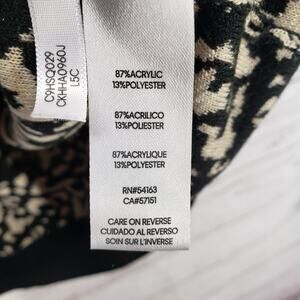 C9HSQ029
CKHHA0960J
L5C
87%ACRYLIC
13%POLYESTER
87%ACRILICO
13%POLIESTER
87%ACRYLIQUE
13%POLYESTER
RN#54163
CA#57151
CARE ON REVERSE
CUIDADO AL REVERSO
SOIN SUR L'INVERSE